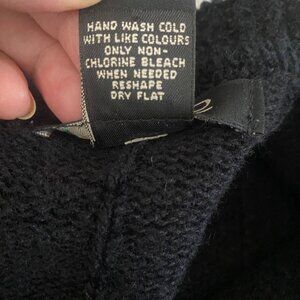 HAND WASH COLD
WITH LIKE COLOURS
ONLY NON-
CHLORINE BLEACH
WHEN NEEDED
RESHAPE
DRY FLAT